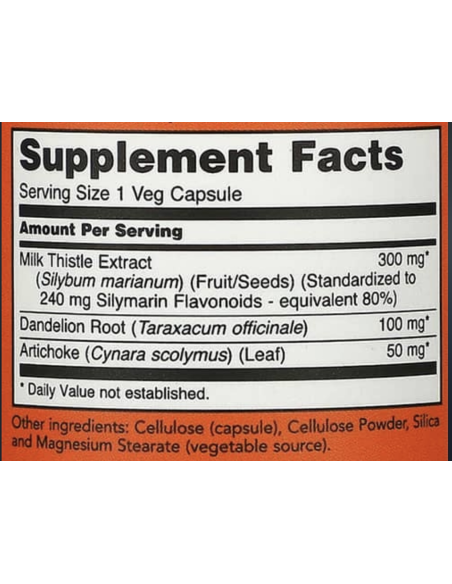 Supplement Facts
Serving Size 1 Veg Capsule
Amount Per Serving
Milk Thistle Extract 300 mg*
(Silybum marianum) (Fruit/Seeds) (Standardized to
240 mg Silymarin Flavonoids - equivalent 80%)
Dandelion Root (Taraxacum officinale) 100 mg*
Artichoke (Cynara scolymus) (Leaf) 50 mg*
* Daily Value not established.
Other ingredients: Cellulose (capsule), Cellulose Powder, Silica
and Magnesium Stearate (vegetable source).